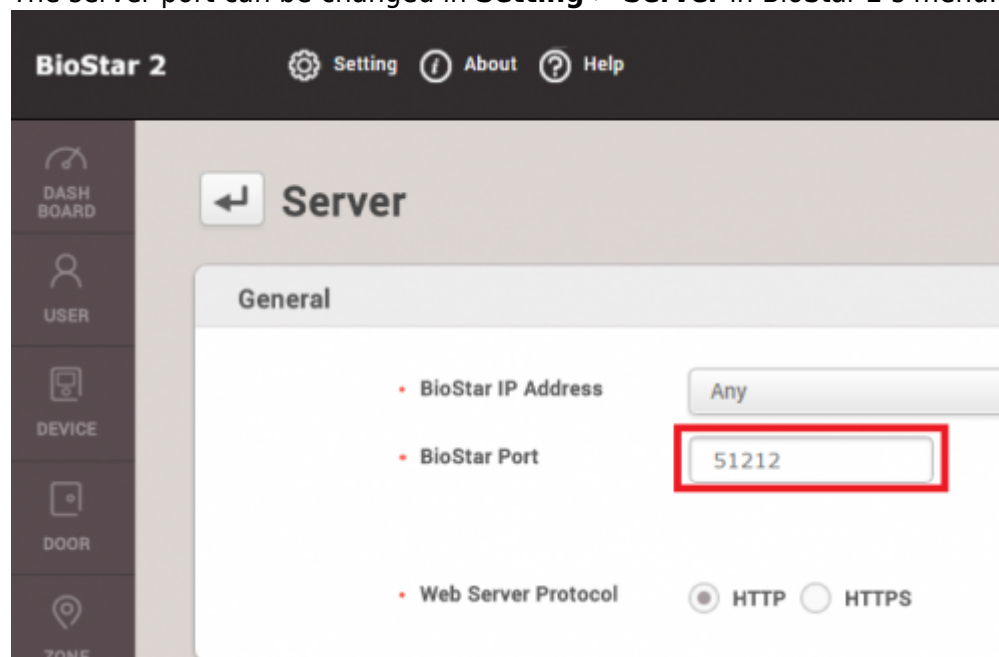 The server port can be changed in Setting > Server in BioStar 2's menu.
BioStar 2 Setting About Help
DASH
BOARD
Server
USER
General
BioStar IP Address Any
DEVICE
BioStar Port 51212
DOOR
Web Server Protocol HTTP HTTPS
ZONE